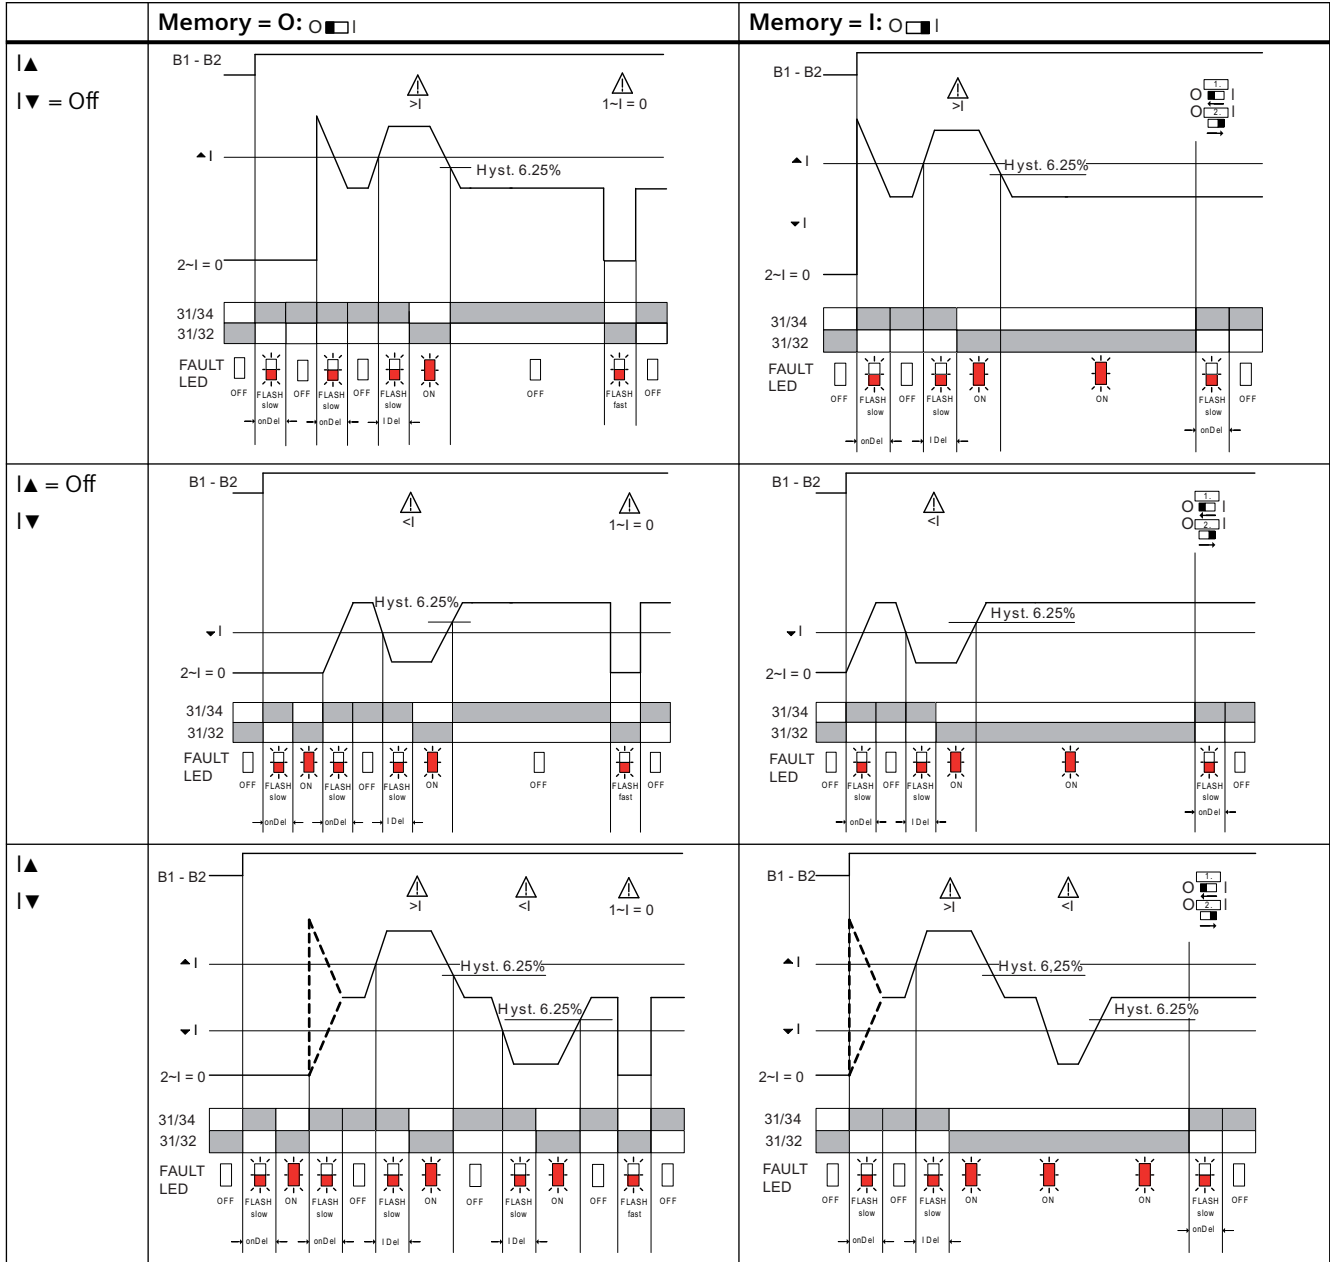 Memory = O: O I
Memory = I: O I
I▲
I▼ = Off
B1 - B2
>I
1~I = 0
▲I
Hyst. 6.25%
2~I = 0
31/34
31/32
FAULT
LED
OFF FLASH OFF FLASH OFF FLASH ON OFF FLASH OFF
slow slow slow fast
onDel onDel I Del
B1 - B2
>I
1.
O I
O 2. I
▲I
Hyst. 6.25%
▼I
2~I = 0
31/34
31/32
FAULT
LED
OFF FLASH OFF FLASH ON ON FLASH OFF
slow slow slow
onDel I Del onDel
I▲ = Off
I▼
B1 - B2
<I
1~I = 0
Hyst. 6.25%
▼I
2~I = 0
31/34
31/32
FAULT
LED
OFF FLASH ON FLASH OFF FLASH ON OFF FLASH OFF
slow slow slow fast
onDel onDel I Del
B1 - B2
<I
1.
O I
O 2. I
Hyst. 6.25%
▼I
2~I = 0
31/34
31/32
FAULT
LED
OFF FLASH OFF FLASH ON ON FLASH OFF
slow slow slow
onDel I Del onDel
I▲
I▼
B1 - B2
>I <I 1~I = 0
▲I
Hyst. 6.25%
Hyst. 6.25%
▼I
2~I = 0
31/34
31/32
FAULT
LED
OFF FLASH ON FLASH OFF FLASH ON OFF FLASH ON OFF FLASH OFF
slow slow slow slow fast
onDel onDel I Del I Del
B1 - B2
>I <I
1.
O I
O 2. I
▲I
Hyst. 6,25%
Hyst. 6.25%
▼I
2~I = 0
31/34
31/32
FAULT
LED
OFF FLASH OFF FLASH ON ON ON FLASH OFF
slow slow slow
onDel I Del onDel